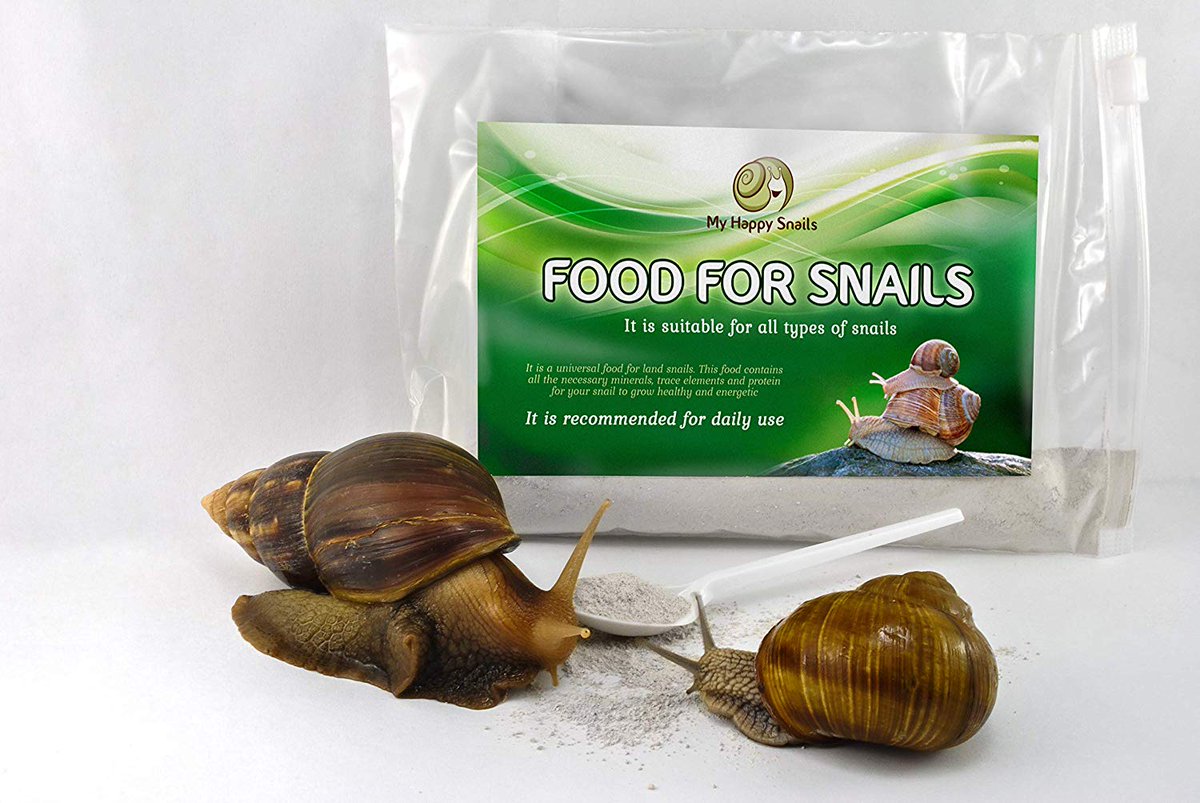 My Happy Snails
FOOD FOR SNAILS
It is suitable for all types of snails
It is a universal food for land snails. This food contains
all the necessary minerals, trace elements and protein
for your snail to grow healthy and energetic
It is recommended for daily use